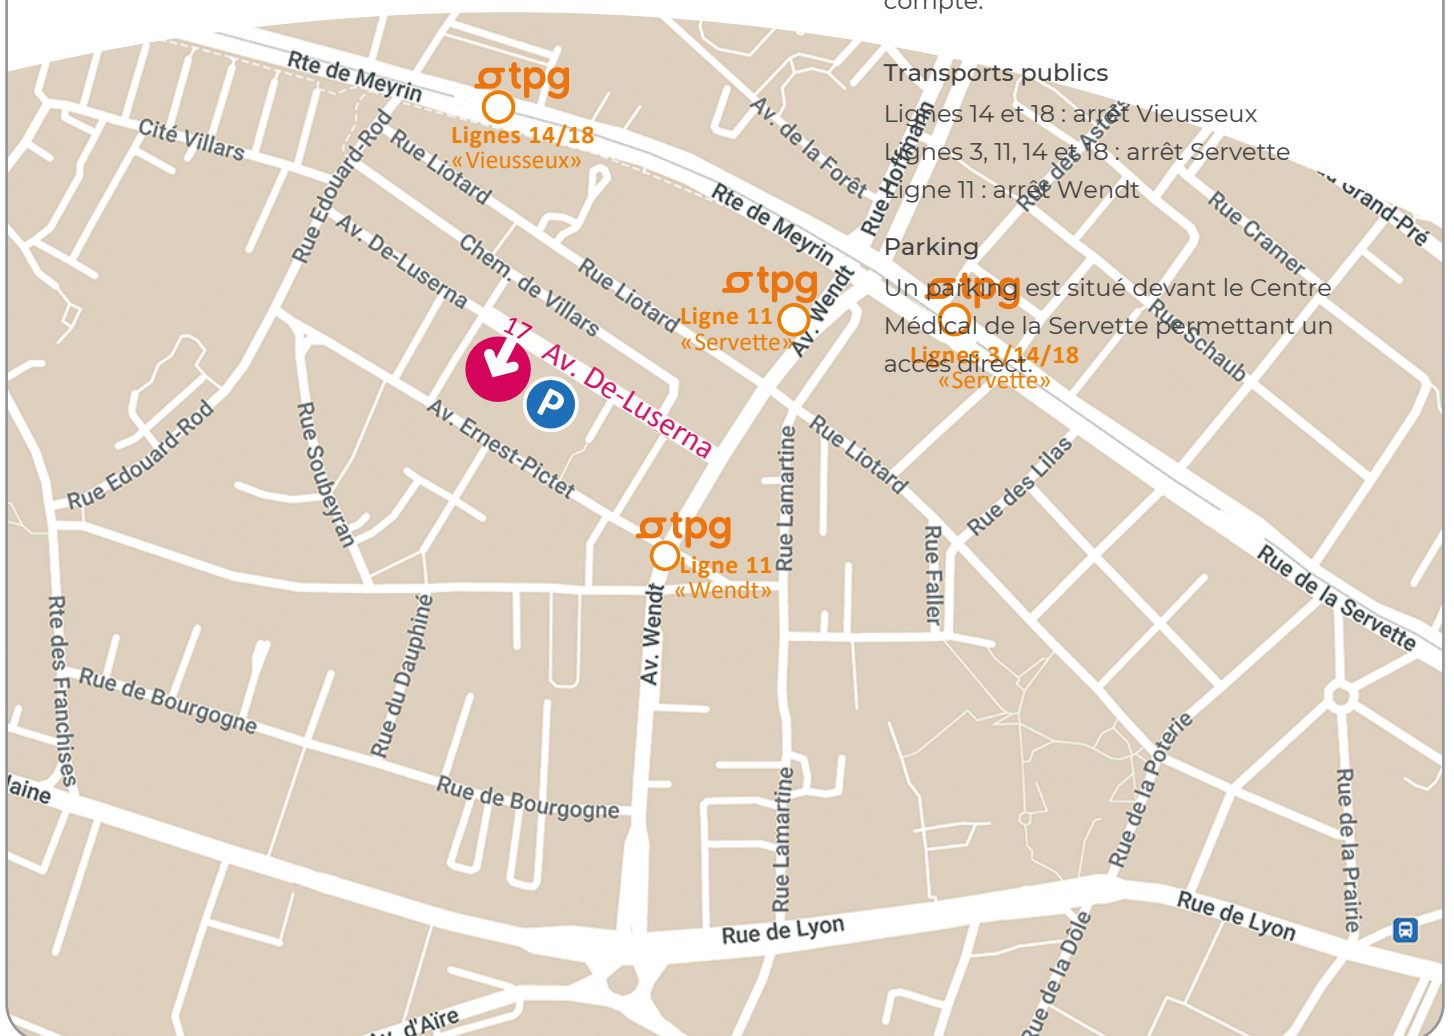 compte.
Transports publics
Lignes 14 et 18 : arrêt Vieusseux
Lignes 3, 11, 14 et 18 : arrêt Servette
Ligne 11 : arrêt Wendt
Parking
Un parking est situé devant le Centre
Médical de la Servette permettant un
accès direct.
Rte de Meyrin
tpg
Lignes 14/18
«Vieusseux»
Cité Villars
Rue Edouard-Rod
Rue Liotard
Av. de la Forêt
Rue Hoffmann
Rue des Aster
Grand-Pré
Rue Cramer
Rte de Meyrin
Av. De-Luserna
Chem. de Villars
Rue Liotard
tpg
Ligne 11
«Servette»
Av. Wendt
tpg
Lignes 3/14/18
«Servette»
Rue Schaub
17 Av. De-Luserna
P
Rue Edouard-Rod
Rue Soubeyran
Av. Ernest-Pictet
Rue Lamartine
Rue Liotard
Rue des Lilas
tpg
Ligne 11
«Wendt»
Rue Faller
Rue de la Servette
Rte des Franchises
Rue du Dauphiné
Av. Wendt
Rue de Bourgogne
Rue de Bourgogne
Rue Lamartine
Rue de la Poterie
Rue de la Prairie
laine
Rue de Lyon
Rue de Lyon
Rue de la Dôle
Av. d'Aïre